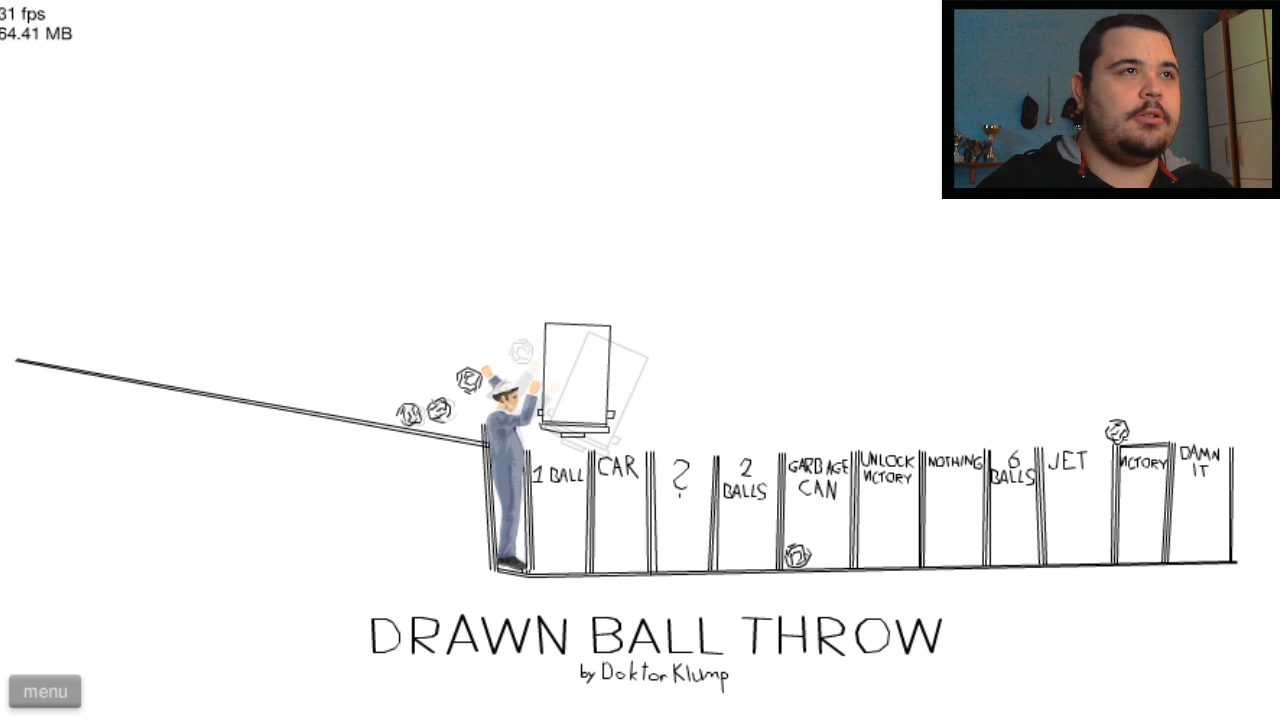 31 fps
64.41 MB
1 BALL
CAR
?
2
BALLS
GARBAGE
CAN
UNLOCK
VICTORY
NOTHING
6
BALLS
JET
VICTORY
DAMN
IT
DRAWN BALL THROW
by Doktor Klump
menu